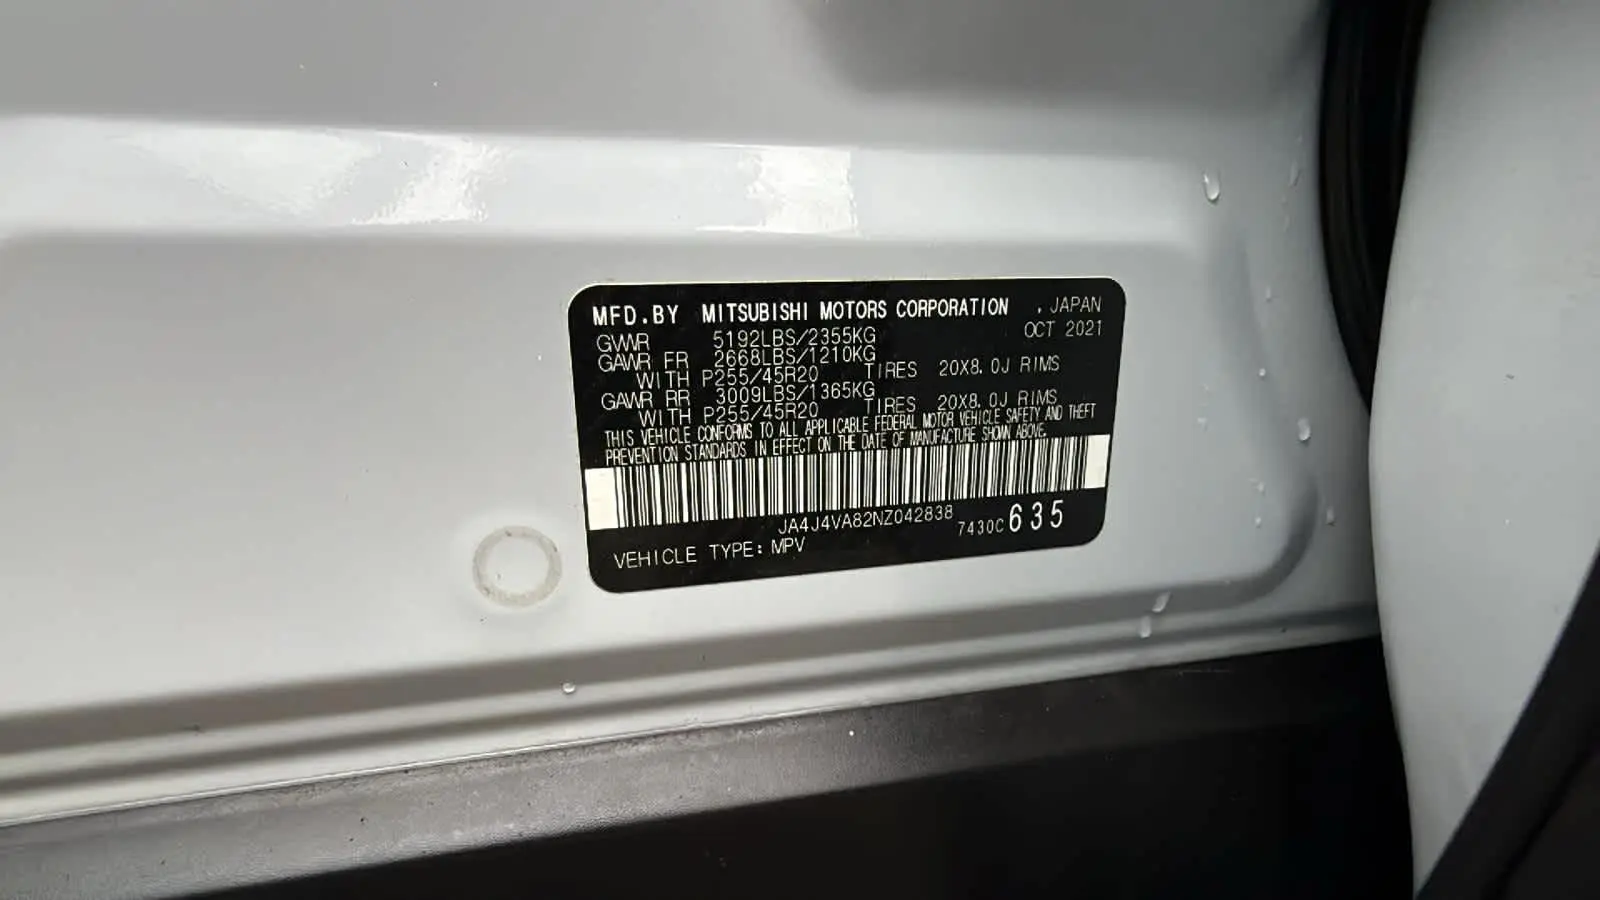 MFD.BY MITSUBISHI MOTORS CORPORATION , JAPAN
OCT 2021
GVWR 5192LBS/2355KG
GAWR FR 2668LBS/1210KG
WITH P255/45R20 TIRES 20X8.0J RIMS
GAWR RR 3009LBS/1365KG
WITH P255/45R20 TIRES 20X8.0J RIMS
THIS VEHICLE CONFORMS TO ALL APPLICABLE FEDERAL MOTOR VEHICLE SAFETY AND THEFT
PREVENTION STANDARDS IN EFFECT ON THE DATE OF MANUFACTURE SHOWN ABOVE.
JA4J4VA82NZ042838 7430C 635
VEHICLE TYPE: MPV